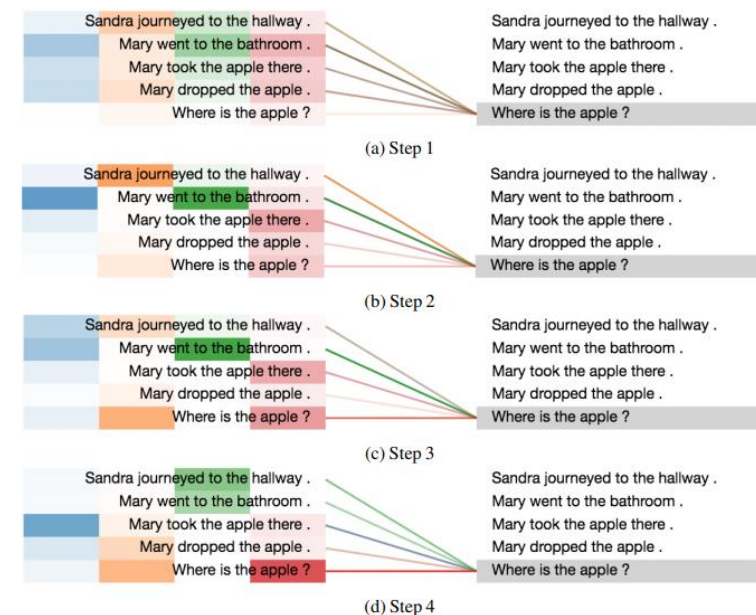 Sandra journeyed to the hallway . Sandra journeyed to the hallway .
Mary went to the bathroom . Mary went to the bathroom .
Mary took the apple there . Mary took the apple there .
Mary dropped the apple . Mary dropped the apple .
Where is the apple ? Where is the apple ?
(a) Step 1
Sandra journeyed to the hallway . Sandra journeyed to the hallway .
Mary went to the bathroom . Mary went to the bathroom .
Mary took the apple there . Mary took the apple there .
Mary dropped the apple . Mary dropped the apple .
Where is the apple ? Where is the apple ?
(b) Step 2
Sandra journeyed to the hallway . Sandra journeyed to the hallway .
Mary went to the bathroom . Mary went to the bathroom .
Mary took the apple there . Mary took the apple there .
Mary dropped the apple . Mary dropped the apple .
Where is the apple ? Where is the apple ?
(c) Step 3
Sandra journeyed to the hallway . Sandra journeyed to the hallway .
Mary went to the bathroom . Mary went to the bathroom .
Mary took the apple there . Mary took the apple there .
Mary dropped the apple . Mary dropped the apple .
Where is the apple ? Where is the apple ?
(d) Step 4